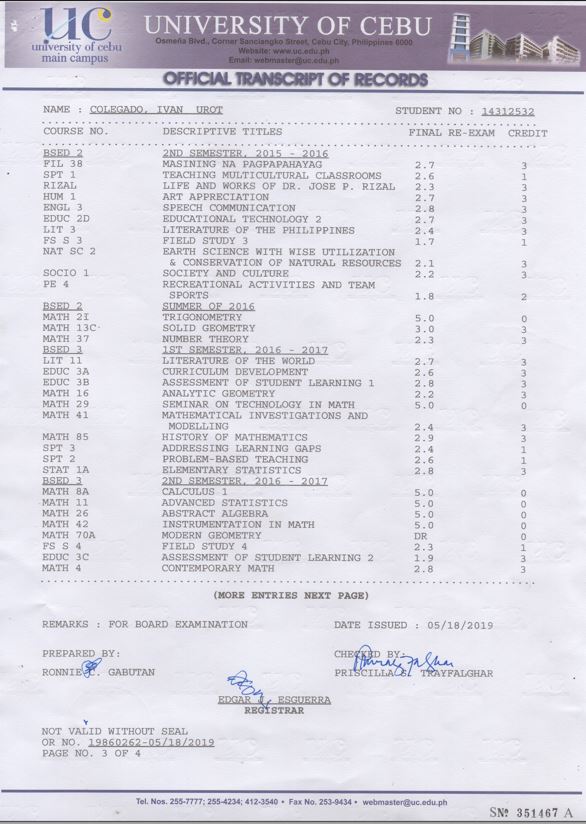 uc
university of cebu
main campus
UNIVERSITY OF CEBU
Osmeña Blvd., Corner Sanciangko Street, Cebu City, Philippines 6000
Website: www.uc.edu.ph
Email: webmaster@uc.edu.ph
OFFICIAL TRANSCRIPT OF RECORDS
NAME : COLEGADO, IVAN UROT STUDENT NO : 14312532
COURSE NO. DESCRIPTIVE TITLES FINAL RE-EXAM CREDIT
BSED 2 2ND SEMESTER, 2015 - 2016
FIL 38 MASINING NA PAGPAPAHAYAG 2.7 3
SPT 1 TEACHING MULTICULTURAL CLASSROOMS 2.6 1
RIZAL LIFE AND WORKS OF DR. JOSE P. RIZAL 2.3 3
HUM 1 ART APPRECIATION 2.7 3
ENGL 3 SPEECH COMMUNICATION 2.8 3
EDUC 2D EDUCATIONAL TECHNOLOGY 2 2.7 3
LIT 3 LITERATURE OF THE PHILIPPINES 2.4 3
FS S 3 FIELD STUDY 3 1.7 1
NAT SC 2 EARTH SCIENCE WITH WISE UTILIZATION
& CONSERVATION OF NATURAL RESOURCES 2.1 3
SOCIO 1 SOCIETY AND CULTURE 2.2 3
PE 4 RECREATIONAL ACTIVITIES AND TEAM
SPORTS 1.8 2
BSED 2 SUMMER OF 2016
MATH 2I TRIGONOMETRY 5.0 0
MATH 13C SOLID GEOMETRY 3.0 3
MATH 37 NUMBER THEORY 2.3 3
BSED 3 1ST SEMESTER, 2016 - 2017
LIT 11 LITERATURE OF THE WORLD 2.7 3
EDUC 3A CURRICULUM DEVELOPMENT 2.6 3
EDUC 3B ASSESSMENT OF STUDENT LEARNING 1 2.8 3
MATH 16 ANALYTIC GEOMETRY 2.2 3
MATH 29 SEMINAR ON TECHNOLOGY IN MATH 5.0 0
MATH 41 MATHEMATICAL INVESTIGATIONS AND
MODELLING 2.4 3
MATH 85 HISTORY OF MATHEMATICS 2.9 3
SPT 3 ADDRESSING LEARNING GAPS 2.4 1
SPT 2 PROBLEM-BASED TEACHING 2.6 1
STAT 1A ELEMENTARY STATISTICS 2.8 3
BSED 3 2ND SEMESTER, 2016 - 2017
MATH 8A CALCULUS 1 5.0 0
MATH 11 ADVANCED STATISTICS 5.0 0
MATH 26 ABSTRACT ALGEBRA 5.0 0
MATH 42 INSTRUMENTATION IN MATH 5.0 0
MATH 70A MODERN GEOMETRY DR 0
FS S 4 FIELD STUDY 4 2.3 1
EDUC 3C ASSESSMENT OF STUDENT LEARNING 2 1.9 3
MATH 4 CONTEMPORARY MATH 2.8 3
(MORE ENTRIES NEXT PAGE)
REMARKS : FOR BOARD EXAMINATION DATE ISSUED : 05/18/2019
PREPARED BY: CHECKED BY:
RONNIE C. GABUTAN PRISCILLA S. TRAYFALGHAR
EDGAR ESGUERRA
REGISTRAR
NOT VALID WITHOUT SEAL
OR NO. 19860262-05/18/2019
PAGE NO. 3 OF 4
Tel. Nos. 255-7777; 255-4234; 412-3540 • Fax No. 253-9434 • webmaster@uc.edu.ph
SNº 351467 A